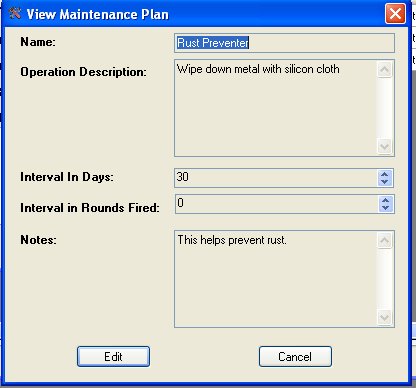 View Maintenance Plan
Name: Rust Preventer
Operation Description: Wipe down metal with silicon cloth
Interval In Days: 30
Interval in Rounds Fired: 0
Notes: This helps prevent rust.
Edit Cancel